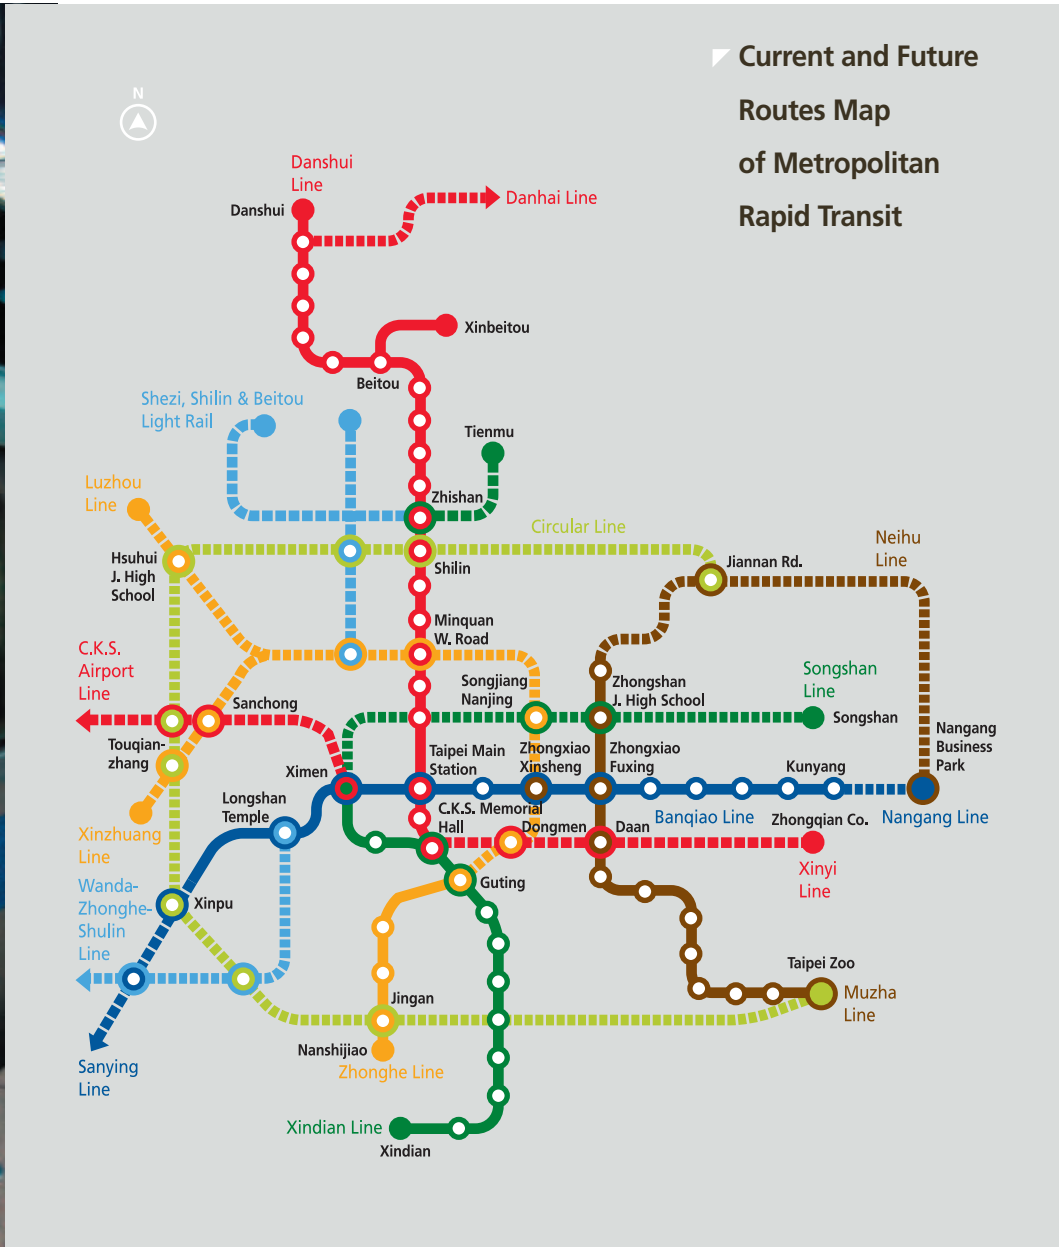 Current and Future
Routes Map
of Metropolitan
Rapid Transit
N
Danshui
Line
Danshui
Danhai Line
Xinbeitou
Beitou
Shezi, Shilin & Beitou
Light Rail
Tienmu
Luzhou
Line
Zhishan
Circular Line
Neihu
Line
Hsuhui
J. High
School
Shilin
Jiannan Rd.
Minquan
W. Road
C.K.S.
Airport
Line
Sanchong
Songjiang
Nanjing
Zhongshan
J. High School
Songshan
Line
Songshan
Touqian-
zhang
Ximen
Taipei Main
Station
Zhongxiao
Xinsheng
Zhongxiao
Fuxing
Kunyang
Nangang
Business
Park
Longshan
Temple
Xinzhuang
Line
C.K.S. Memorial
Hall
Dongmen
Daan
Banqiao Line
Zhongqian Co.
Nangang Line
Xinyi
Line
Wanda-
Zhonghe-
Shulin
Line
Xinpu
Guting
Taipei Zoo
Muzha
Line
Jingan
Nanshijiao
Zhonghe Line
Sanying
Line
Xindian Line
Xindian